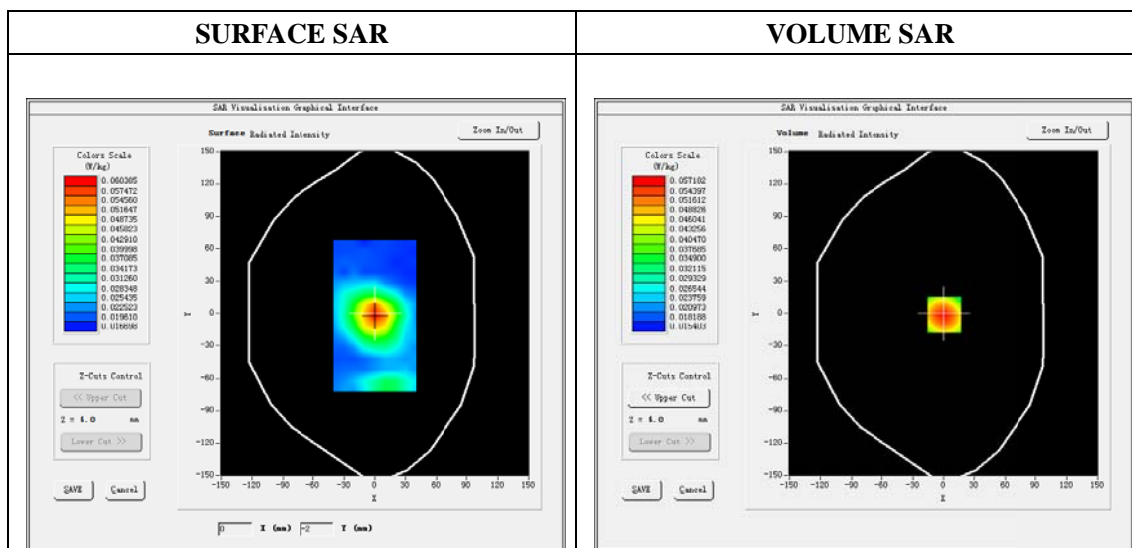 SURFACE SAR
VOLUME SAR
SAR Visualisation Graphical Interface
Surface Radiated Intensity
Zoom In/Out
Colors Scale
(W/kg)
0.060385
0.057472
0.054560
0.051647
0.048735
0.045823
0.042910
0.039998
0.037085
0.034173
0.031260
0.028348
0.025435
0.022523
0.019610
0.016698
Z-Cuts Control
<< Upper Cut
Z = 4.0 mm
Lower Cut >>
SAVE
Cancel
150
120
90
60
30
0
-30
-60
-90
-120
-150
Y
-150 -120 -90 -60 -30 0 30 60 90 120 150
X
0 X (mm) -2 Y (mm)
SAR Visualisation Graphical Interface
Volume Radiated Intensity
Zoom In/Out
Colors Scale
(W/kg)
0.057182
0.054397
0.051612
0.048826
0.046041
0.043256
0.040470
0.037685
0.034900
0.032115
0.029329
0.026544
0.023759
0.020973
0.018188
0.015403
Z-Cuts Control
<< Upper Cut
Z = 4.0 mm
Lower Cut >>
SAVE
Cancel
150
120
90
60
30
0
-30
-60
-90
-120
-150
Y
-150 -120 -90 -60 -30 0 30 60 90 120 150
X